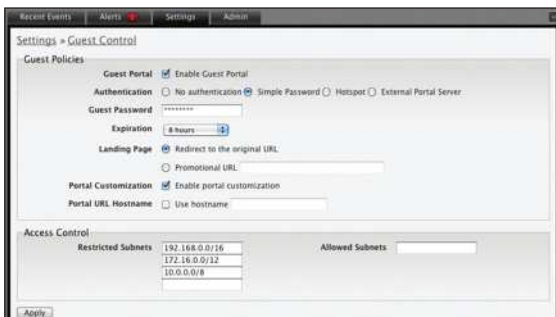 Recent Events Alerts Settings Admin
Settings » Guest Control
Guest Policies
Guest Portal Enable Guest Portal
Authentication No authentication Simple Password Hotspot External Portal Server
Guest Password ********
Expiration 8 hours
Landing Page Redirect to the original URL
Promotional URL
Portal Customization Enable portal customization
Portal URL Hostname Use hostname
Access Control
Restricted Subnets 192.168.0.0/16 Allowed Subnets
172.16.0.0/12
10.0.0.0/8
Apply